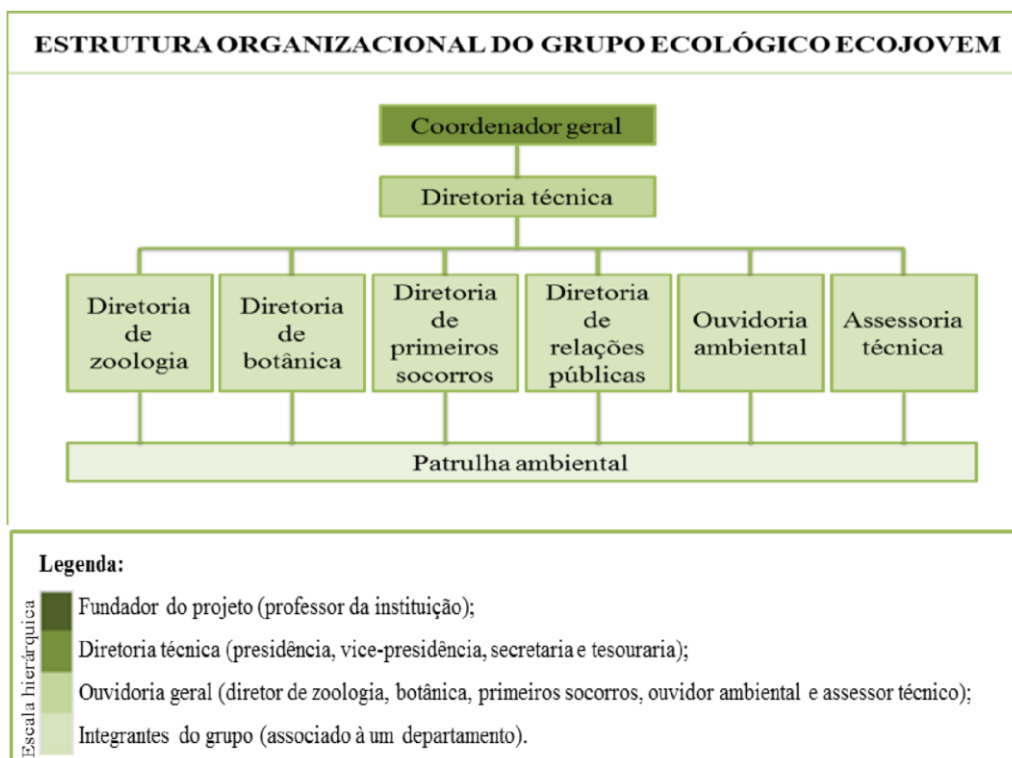 ESTRUTURA ORGANIZACIONAL DO GRUPO ECOLÓGICO ECOJOVEM
Coordenador geral
Diretoria técnica
Diretoria
de
zoologia
Diretoria
de
botânica
Diretoria
de
primeiros
socorros
Diretoria
de
relações
públicas
Ouvidoria
ambiental
Assessoria
técnica
Patrulha ambiental
Legenda:
Escala hierárquica
Fundador do projeto (professor da instituição);
Diretoria técnica (presidência, vice-presidência, secretaria e tesouraria);
Ouvidoria geral (diretor de zoologia, botânica, primeiros socorros, ouvidor ambiental e assessor técnico);
Integrantes do grupo (associado à um departamento).